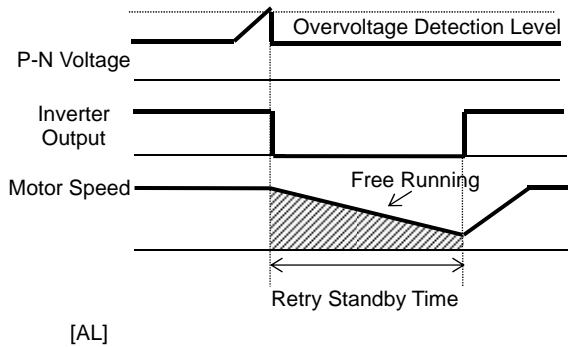 Overvoltage Detection Level
P-N Voltage
Inverter
Output
Motor Speed
Free Running
Retry Standby Time
[AL]